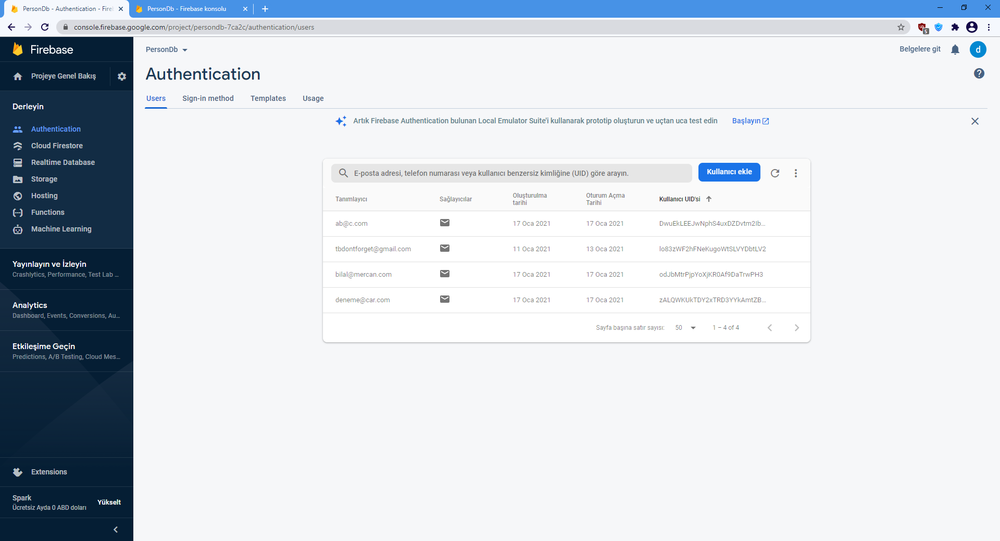 PersonDb - Authentication - Fire
PersonDb - Firebase konsolu
console.firebase.google.com/project/persondb-7ca2c/authentication/users
5
Firebase
PersonDb
Belgelere git
d
Projeye Genel Bakış
Authentication
Users
Sign-in method
Templates
Usage
Derleyin
Artık Firebase Authentication bulunan Local Emulator Suite'i kullanarak prototip oluşturun ve uçtan uca test edin
Başlayın
Authentication
Cloud Firestore
Realtime Database
Storage
Hosting
Functions
Machine Learning
E-posta adresi, telefon numarası veya kullanıcı benzersiz kimliğine (UID) göre arayın.
Kullanıcı ekle
Tanımlayıcı
Sağlayıcılar
Oluşturulma
tarihi
Oturum Açma
Tarihi
Kullanıcı UID'si
ab@c.com 17 Oca 2021 17 Oca 2021 DwuEkLEEJwNphS4uxDZDvtm2Ib...
tbdontforget@gmail.com 11 Oca 2021 13 Oca 2021 lo83zWF2hFNeKugoWtSLVYDbtLV2
bilal@mercan.com 17 Oca 2021 17 Oca 2021 odJbMtrPjpYoXjKR0Af9DaTrwPH3
deneme@car.com 17 Oca 2021 17 Oca 2021 zALQWKUkTDY2xTRD3YYkAmtZB...
Sayfa başına satır sayısı: 50 1 – 4 of 4
Yayınlayın ve İzleyin
Crashlytics, Performance, Test Lab ...
Analytics
Dashboard, Events, Conversions, Au...
Etkileşime Geçin
Predictions, A/B Testing, Cloud Mes...
Extensions
Spark
Ücretsiz Ayda 0 ABD doları
Yükselt